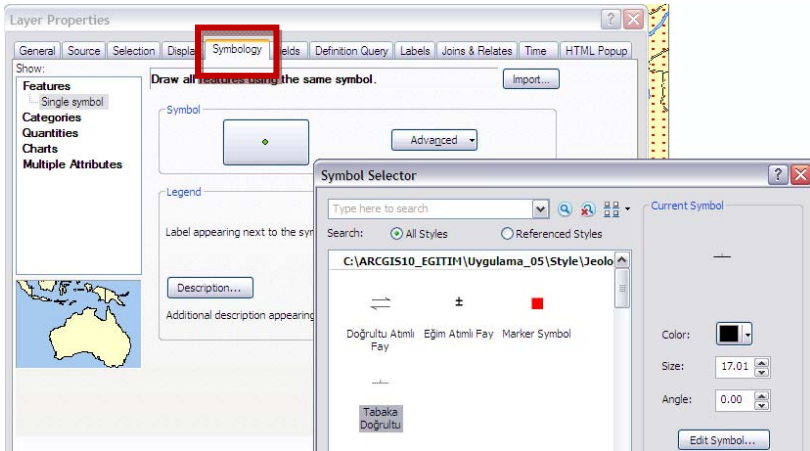 Layer Properties
General Source Selection Display Symbology Fields Definition Query Labels Joins & Relates Time HTML Popup
Show:
Features
Single symbol
Categories
Quantities
Charts
Multiple Attributes
Draw all features using the same symbol.
Import...
Symbol
Advanced
Legend
Label appearing next to the syr
Description...
Additional description appearing
Symbol Selector
Type here to search
Search: All Styles Referenced Styles
C:\ARCGIS10_EGITIM\Uygulama_05\Style\Jeolo
Doğrultu Atımlı Fay
Eğim Atımlı Fay
Marker Symbol
Tabaka
Doğrultu
Current Symbol
Color:
Size: 17.01
Angle: 0.00
Edit Symbol...